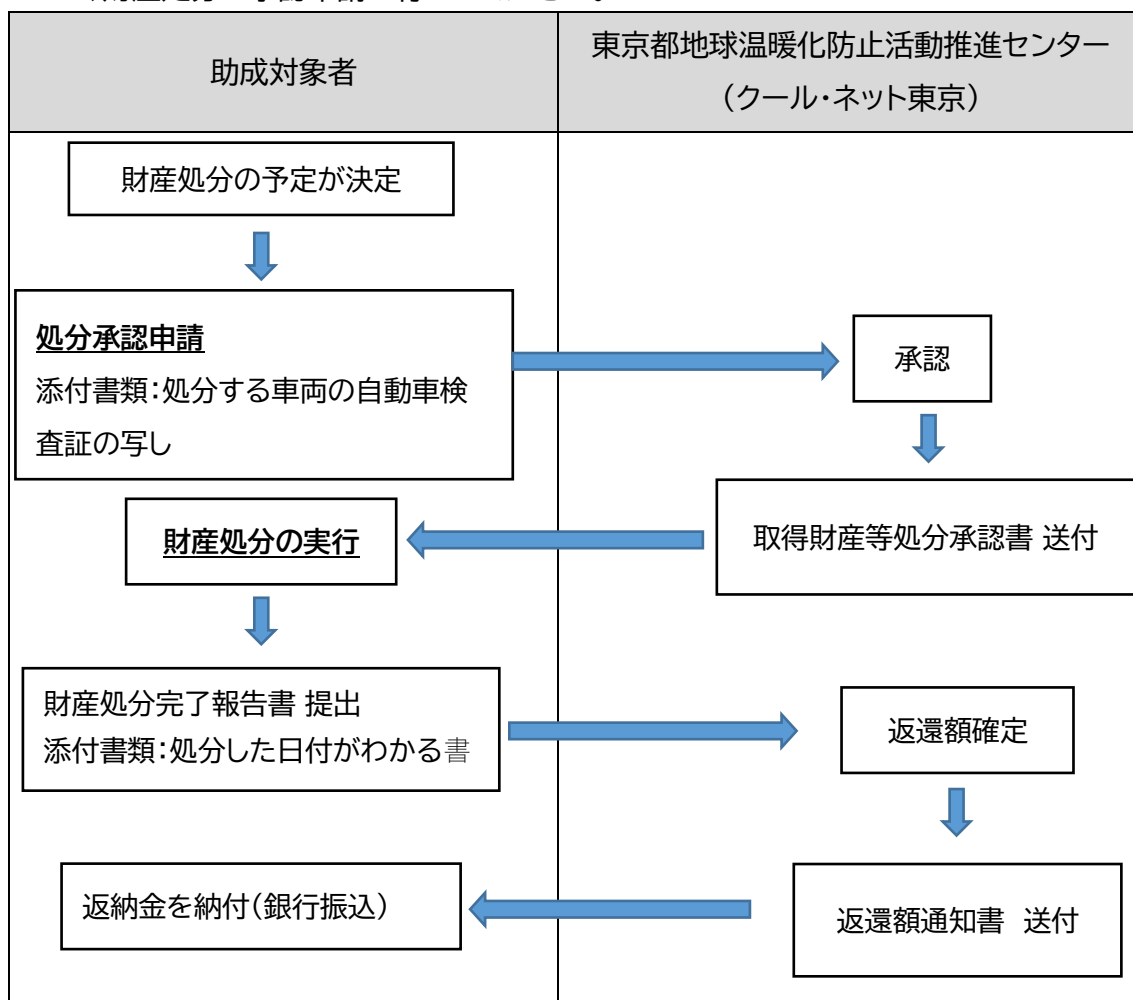 助成対象者
東京都地球温暖化防止活動推進センター
（クール・ネット東京）
財産処分の予定が決定
処分承認申請
添付書類：処分する車両の自動車検
査証の写し
承認
取得財産等処分承認書 送付
財産処分の実行
財産処分完了報告書 提出
添付書類：処分した日付がわかる書
返還額確定
返還額通知書　送付
返納金を納付（銀行振込）